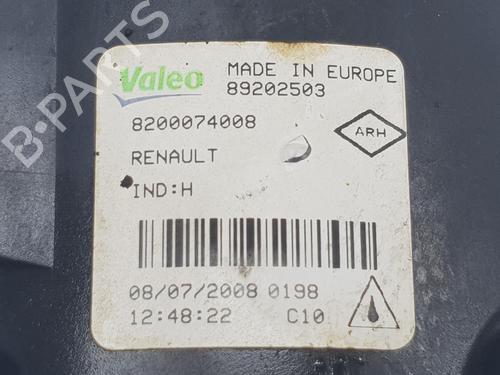 B-PARTS
Valeo MADE IN EUROPE
89202503
8200074008
ARH
RENAULT
IND:H
08/07/2008 0198
12:48:22 C10